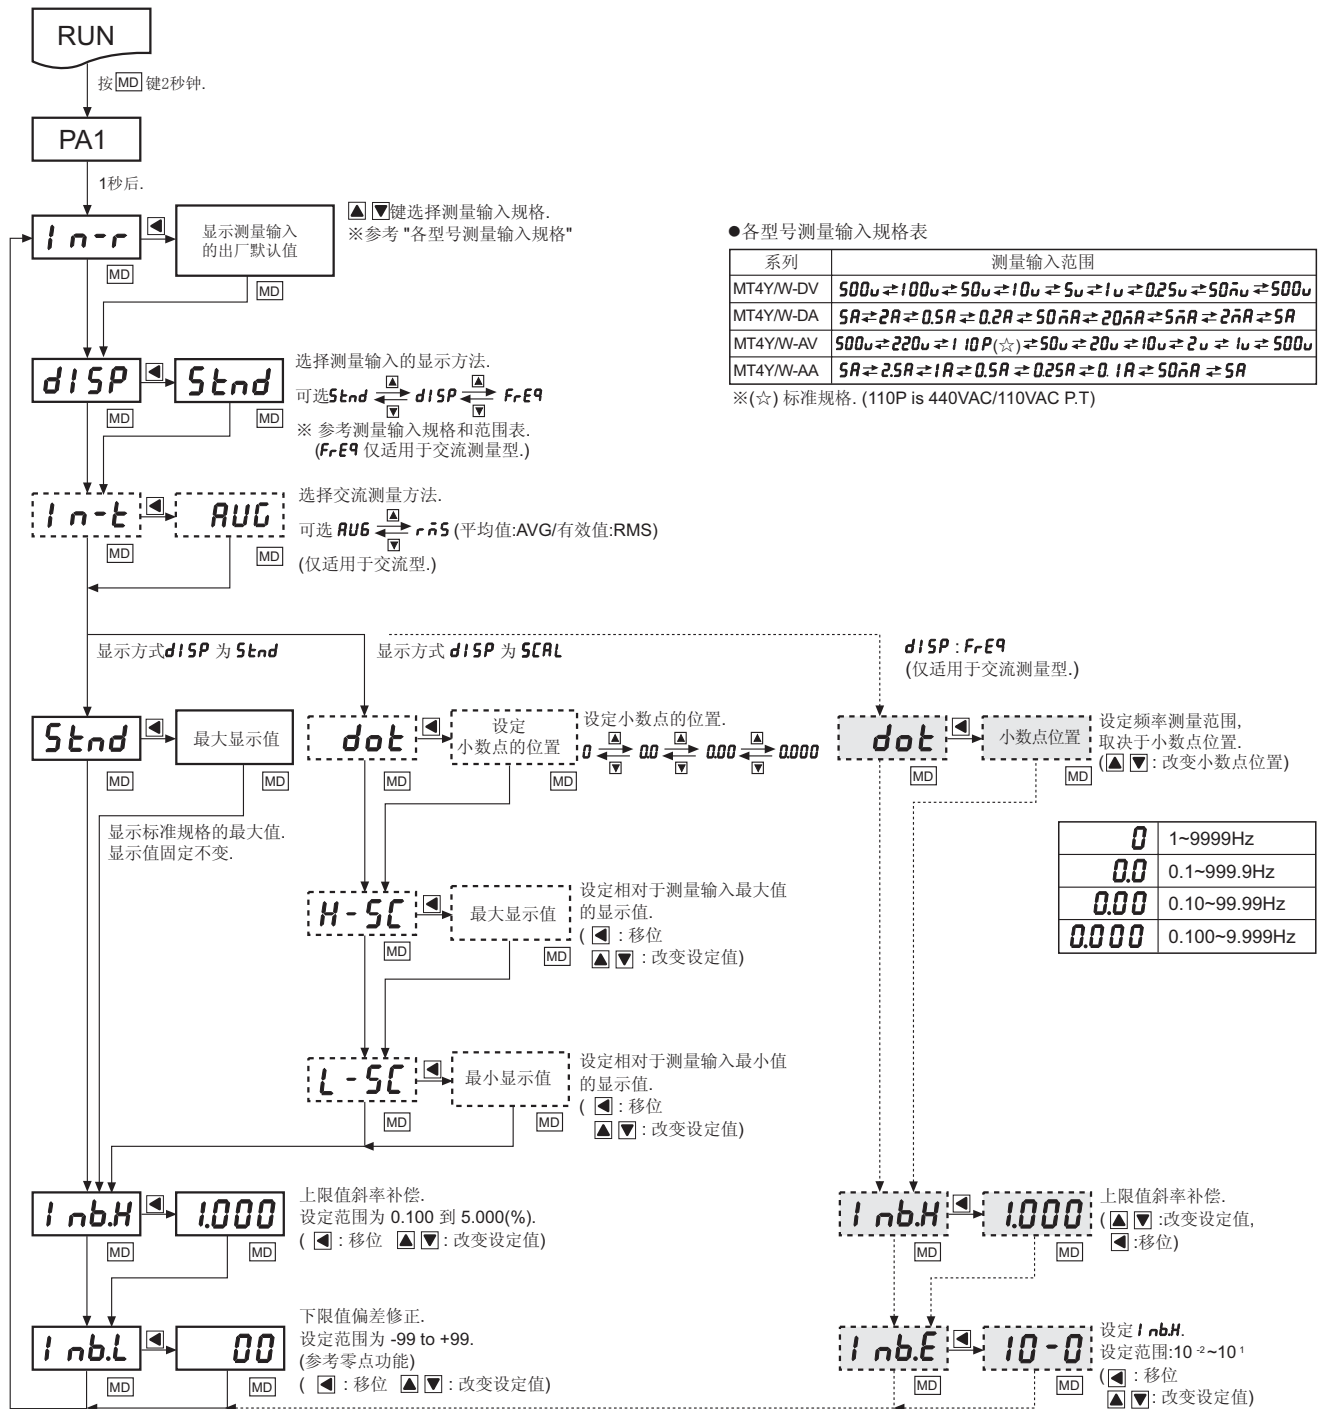 RUN
按 MD 键2秒钟.
PA1
1秒后.
In-r
显示测量输入
的出厂默认值
▲ ▼键选择测量输入规格.
※参考 "各型号测量输入规格"
MD
MD
●各型号测量输入规格表
系列 测量输入范围
MT4Y/W-DV 500u⇄100u⇄50u⇄10u⇄5u⇄1u⇄0.25u⇄50mu⇄500u
MT4Y/W-DA 5A⇄2A⇄0.5A⇄0.2A⇄50mA⇄20mA⇄5mA⇄2mA⇄5A
MT4Y/W-AV 500u⇄220u⇄110P(☆)⇄50u⇄20u⇄10u⇄2u⇄1u⇄500u
MT4Y/W-AA 5A⇄2.5A⇄1A⇄0.5A⇄0.25A⇄0.1A⇄50mA⇄5A
※(☆) 标准规格. (110P is 440VAC/110VAC P.T)
dISP
Stnd
MD
MD
选择测量输入的显示方法.
可选Stnd ▲▼ dISP ▲▼ FrEq
※ 参考测量输入规格和范围表.
(FrEq 仅适用于交流测量型.)
In-t
AUG
MD
MD
选择交流测量方法.
可选 AUG ▲▼ rmS (平均值:AVG/有效值:RMS)
(仅适用于交流型.)
显示方式dISP 为 Stnd
显示方式 dISP 为 SCAL
dISP : FrEq
(仅适用于交流测量型.)
Stnd
最大显示值
MD
MD
显示标准规格的最大值.
显示值固定不变.
dot
设定
小数点的位置
MD
MD
设定小数点的位置.
0 ▲▼ 0.0 ▲▼ 0.00 ▲▼ 0.000
dot
小数点位置
MD
MD
设定频率测量范围,
取决于小数点位置.
(▲ ▼ : 改变小数点位置)
0 1~9999Hz
0.0 0.1~999.9Hz
0.00 0.10~99.99Hz
0.000 0.100~9.999Hz
H-SC
最大显示值
MD
MD
设定相对于测量输入最大值
的显示值.
( ◀ : 移位
▲ ▼ : 改变设定值)
L-SC
最小显示值
MD
MD
设定相对于测量输入最小值
的显示值.
( ◀ : 移位
▲ ▼ : 改变设定值)
Inb.H
1.000
MD
MD
上限值斜率补偿.
设定范围为 0.100 到 5.000(%).
( ◀ : 移位 ▲ ▼ : 改变设定值)
Inb.H
1.000
MD
MD
上限值斜率补偿.
(▲ ▼ :改变设定值,
◀ :移位)
Inb.L
00
MD
MD
下限值偏差修正.
设定范围为 -99 to +99.
(参考零点功能)
( ◀ : 移位 ▲ ▼ : 改变设定值)
Inb.E
10-0
MD
MD
设定Inb.H.
设定范围:10⁻²~10¹
(◀ : 移位
▲ ▼ : 改变设定值)